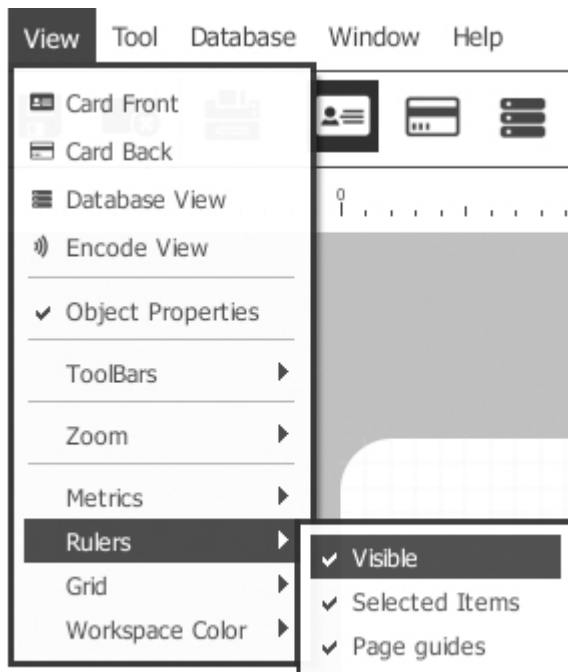 View Tool Database Window Help
Card Front
Card Back
Database View
0
Encode View
Object Properties
ToolBars
Zoom
Metrics
Rulers
Visible
Grid
Selected Items
Workspace Color
Page guides